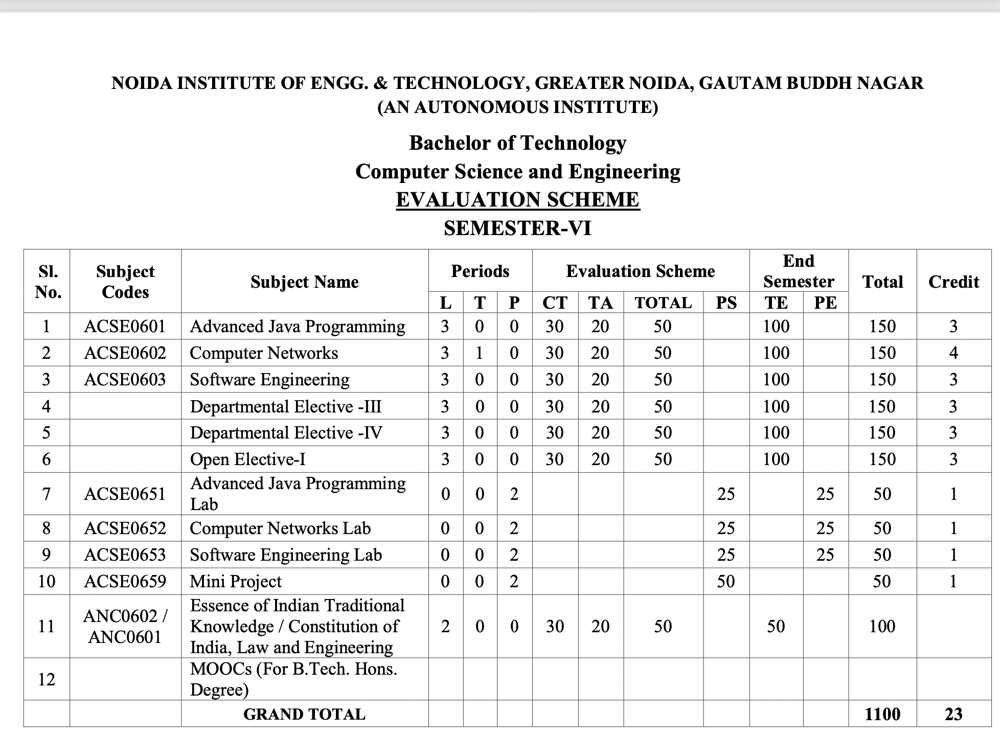 NOIDA INSTITUTE OF ENGG. & TECHNOLOGY, GREATER NOIDA, GAUTAM BUDDH NAGAR
(AN AUTONOMOUS INSTITUTE)
Bachelor of Technology
Computer Science and Engineering
EVALUATION SCHEME
SEMESTER-VI
Sl. No. Subject Codes Subject Name Periods Evaluation Scheme End Semester Total Credit
L T P CT TA TOTAL PS TE PE
1 ACSE0601 Advanced Java Programming 3 0 0 30 20 50 100 150 3
2 ACSE0602 Computer Networks 3 1 0 30 20 50 100 150 4
3 ACSE0603 Software Engineering 3 0 0 30 20 50 100 150 3
4 Departmental Elective -III 3 0 0 30 20 50 100 150 3
5 Departmental Elective -IV 3 0 0 30 20 50 100 150 3
6 Open Elective-I 3 0 0 30 20 50 100 150 3
7 ACSE0651 Advanced Java Programming Lab 0 0 2 25 25 50 1
8 ACSE0652 Computer Networks Lab 0 0 2 25 25 50 1
9 ACSE0653 Software Engineering Lab 0 0 2 25 25 50 1
10 ACSE0659 Mini Project 0 0 2 50 50 1
11 ANC0602 / ANC0601 Essence of Indian Traditional Knowledge / Constitution of India, Law and Engineering 2 0 0 30 20 50 50 100
12 MOOCs (For B.Tech. Hons. Degree)
GRAND TOTAL 1100 23